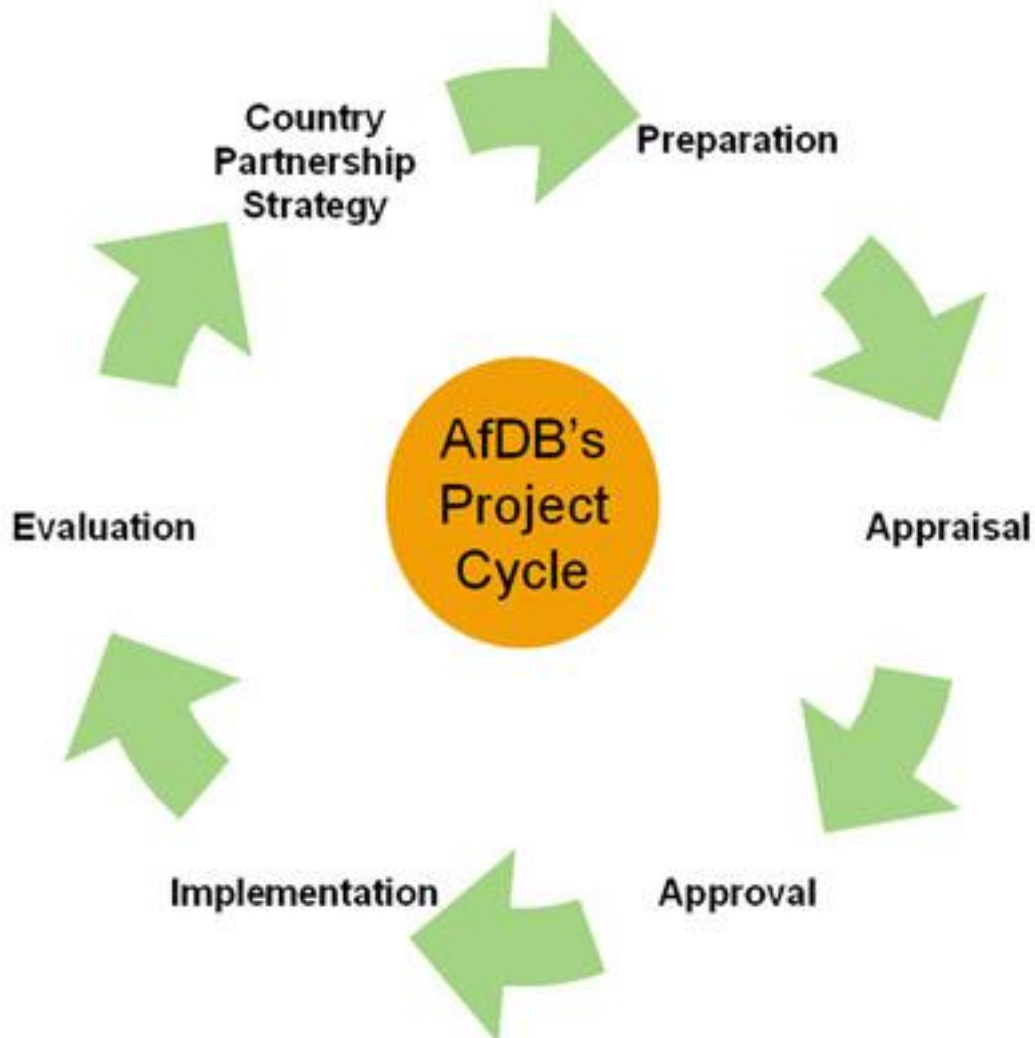 Country
Partnership
Strategy
Preparation
AfDB's
Project
Cycle
Evaluation
Appraisal
Implementation
Approval